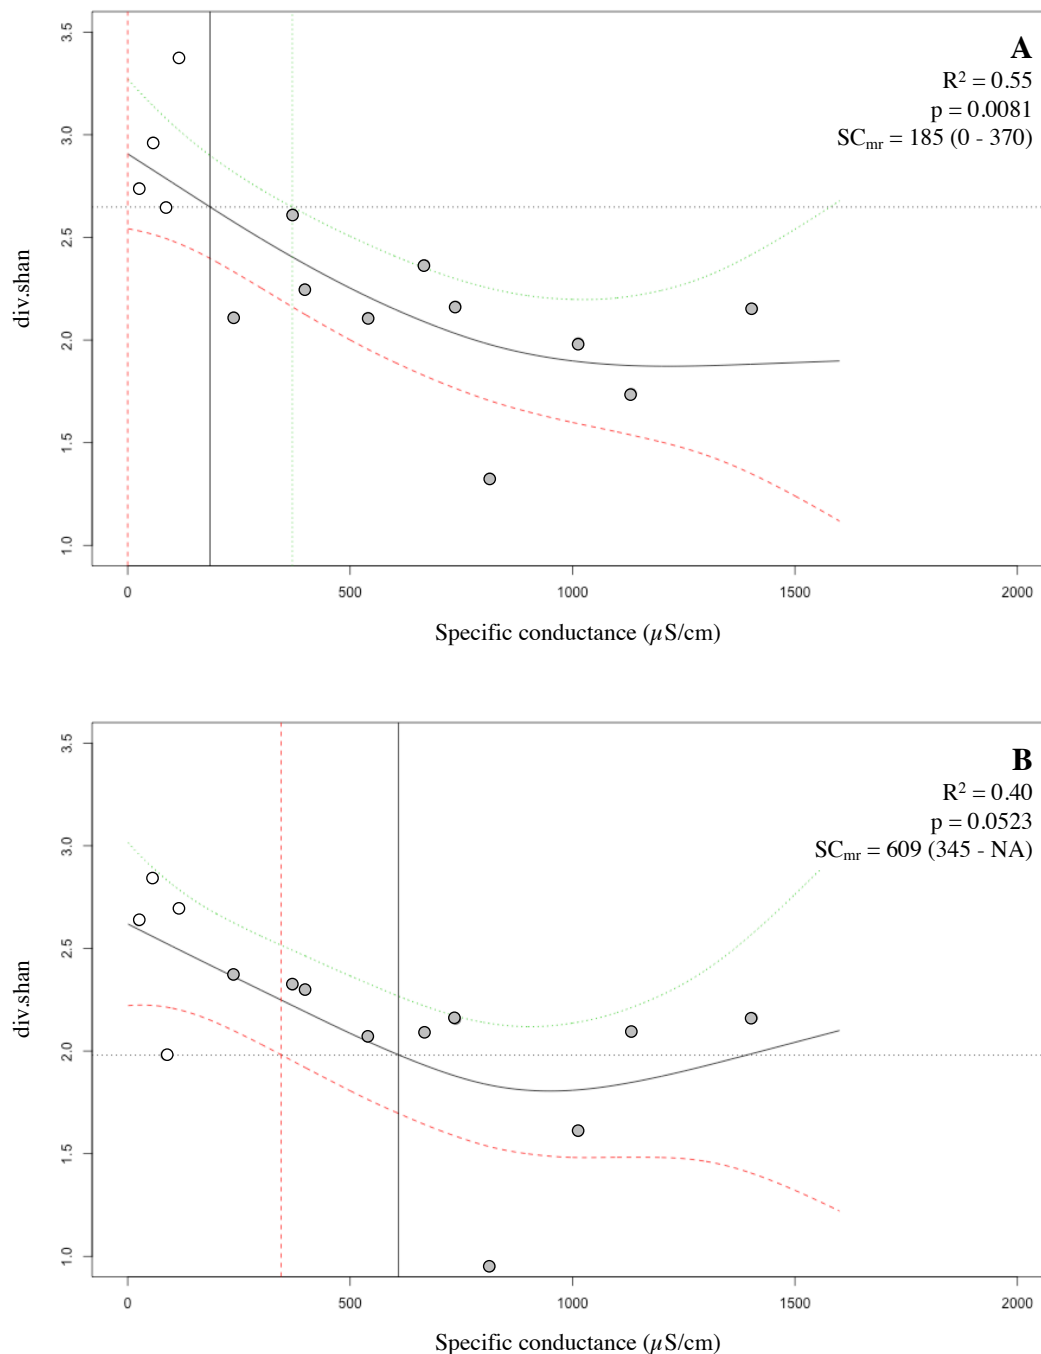 A
R² = 0.55
p = 0.0081
SCmr = 185 (0 - 370)
3.5
3.0
2.5
2.0
1.5
1.0
div.shan
0 500 1000 1500 2000
Specific conductance (µS/cm)
B
R² = 0.40
p = 0.0523
SCmr = 609 (345 - NA)
3.5
3.0
2.5
2.0
1.5
1.0
div.shan
0 500 1000 1500 2000
Specific conductance (µS/cm)